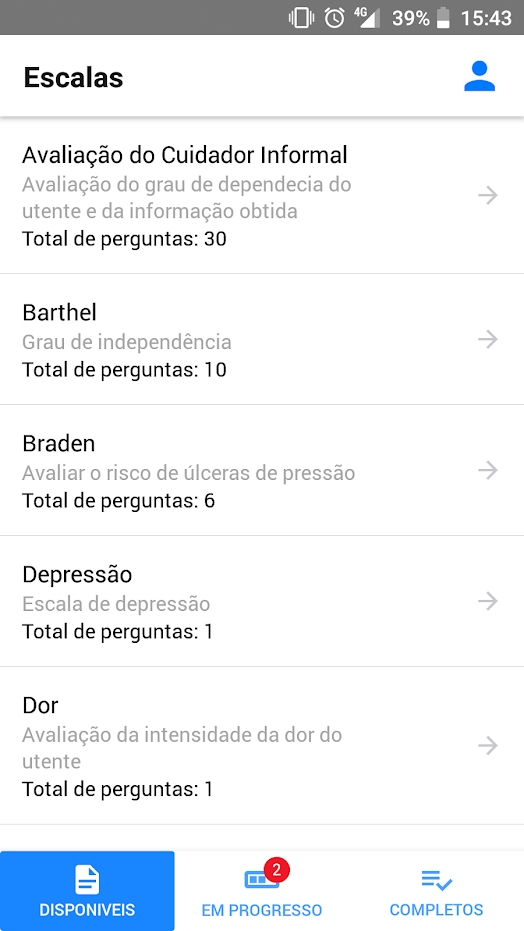 4G 39% 15:43
Escalas
Avaliação do Cuidador Informal
Avaliação do grau de dependecia do
utente e da informação obtida
Total de perguntas: 30
Barthel
Grau de independência
Total de perguntas: 10
Braden
Avaliar o risco de úlceras de pressão
Total de perguntas: 6
Depressão
Escala de depressão
Total de perguntas: 1
Dor
Avaliação da intensidade da dor do
utente
Total de perguntas: 1
2
DISPONIVEIS EM PROGRESSO COMPLETOS